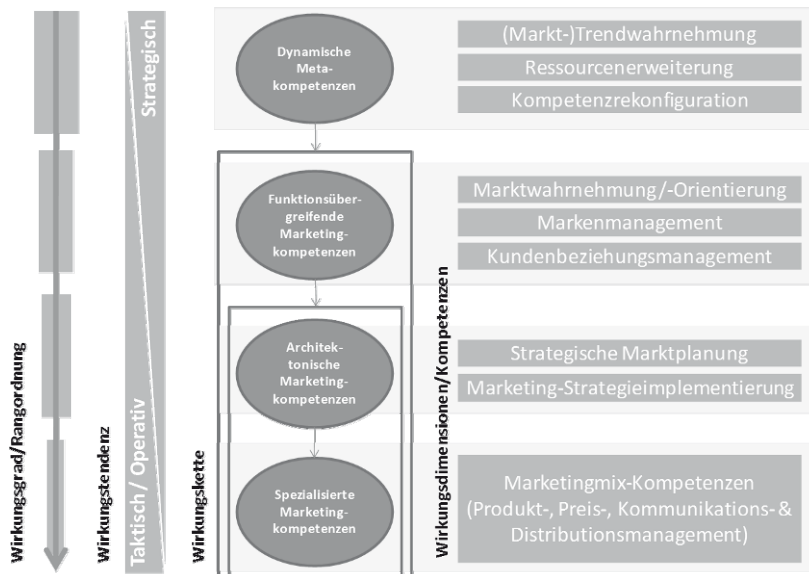 Wirkungsgrad/Rangordnung
Wirkungstendenz
Strategisch
Taktisch / Operativ
Wirkungskette
Wirkungsdimensionen/Kompetenzen
Dynamische
Meta-
kompetenzen
(Markt-)Trendwahrnehmung
Ressourcenerweiterung
Kompetenzrekonfiguration
Funktionsüber-
greifende
Marketing-
kompetenzen
Marktwahrnehmung/-Orientierung
Markenmanagement
Kundenbeziehungsmanagement
Architek-
tonische
Marketing-
kompetenzen
Strategische Marktplanung
Marketing-Strategieimplementierung
Spezialisierte
Marketing-
kompetenzen
Marketingmix-Kompetenzen
(Produkt-, Preis-, Kommunikations- &
Distributionsmanagement)